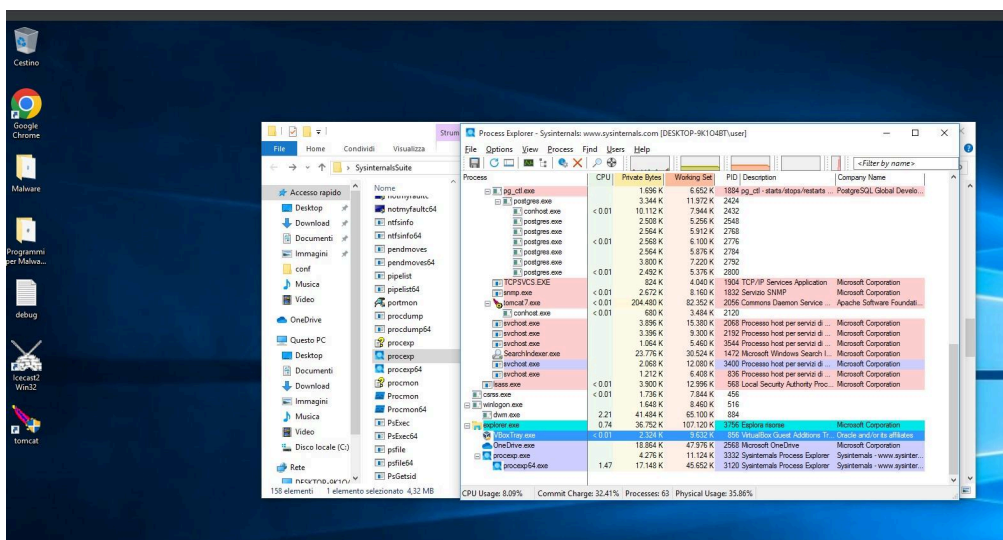 Cestino
Google
Chrome
Malware
Programmi
per Malwa...
debug
Icecast2
Win32
tomcat
Strum
File Home Condividi Visualizza
SysinternalsSuite
Accesso rapido
Desktop
Download
Documenti
Immagini
conf
Musica
Video
OneDrive
Questo PC
Desktop
Documenti
Download
Immagini
Musica
Video
Disco locale (C:)
Rete
Nome
notmyfaultc64
ntfsinfo
ntfsinfo64
pendmoves
pendmoves64
pipelist
pipelist64
portmon
procdump
procdump64
procexp
procexp
procexp64
procmon
Procmon
Procmon64
PsExec
PsExec64
psfile
psfile64
PsGetsid
158 elementi 1 elemento selezionato 4,32 MB
Process Explorer - Sysinternals: www.sysinternals.com [DESKTOP-9K1O4BT\user]
File Options View Process Find Users Help
<Filter by name>
Process CPU Private Bytes Working Set PID Description Company Name
pg_ctl.exe 1.696 K 6.652 K 1884 pg_ctl - starts/stops/restarts ... PostgreSQL Global Develo...
postgres.exe 3.344 K 11.972 K 2424
conhost.exe < 0.01 10.112 K 7.944 K 2432
postgres.exe 2.508 K 5.256 K 2548
postgres.exe 2.564 K 5.912 K 2768
postgres.exe < 0.01 2.568 K 6.100 K 2776
postgres.exe 2.564 K 5.876 K 2784
postgres.exe 3.800 K 7.220 K 2792
postgres.exe < 0.01 2.492 K 5.376 K 2800
TCPSVCS.EXE 824 K 4.040 K 1904 TCP/IP Services Application Microsoft Corporation
snmp.exe < 0.01 2.672 K 8.160 K 1832 Servizio SNMP Microsoft Corporation
tomcat7.exe < 0.01 204.480 K 82.352 K 2056 Commons Daemon Service ... Apache Software Foundati...
conhost.exe < 0.01 680 K 3.484 K 2120
svchost.exe 3.896 K 15.380 K 2068 Processo host per servizi di ... Microsoft Corporation
svchost.exe 3.396 K 9.300 K 2192 Processo host per servizi di ... Microsoft Corporation
svchost.exe 1.064 K 5.460 K 3544 Processo host per servizi di ... Microsoft Corporation
SearchIndexer.exe 23.776 K 30.524 K 1472 Microsoft Windows Search I... Microsoft Corporation
svchost.exe 2.068 K 12.080 K 3400 Processo host per servizi di ... Microsoft Corporation
svchost.exe 1.212 K 6.408 K 836 Processo host per servizi di ... Microsoft Corporation
lsass.exe < 0.01 3.900 K 12.996 K 568 Local Security Authority Proc... Microsoft Corporation
csrss.exe < 0.01 1.736 K 7.844 K 456
winlogon.exe 1.648 K 8.460 K 516
dwm.exe 2.21 41.484 K 65.100 K 884
explorer.exe 0.74 36.752 K 107.120 K 3756 Esplora risorse Microsoft Corporation
VBoxTray.exe < 0.01 2.324 K 9.632 K 856 VirtualBox Guest Additions Tr... Oracle and/or its affiliates
OneDrive.exe 18.864 K 47.976 K 2568 Microsoft OneDrive Microsoft Corporation
procexp.exe 4.276 K 11.124 K 3332 Sysinternals Process Explorer Sysinternals - www.sysinter...
procexp64.exe 1.47 17.148 K 45.652 K 3120 Sysinternals Process Explorer Sysinternals - www.sysinter...
CPU Usage: 8.09% Commit Charge: 32.41% Processes: 63 Physical Usage: 35.86%